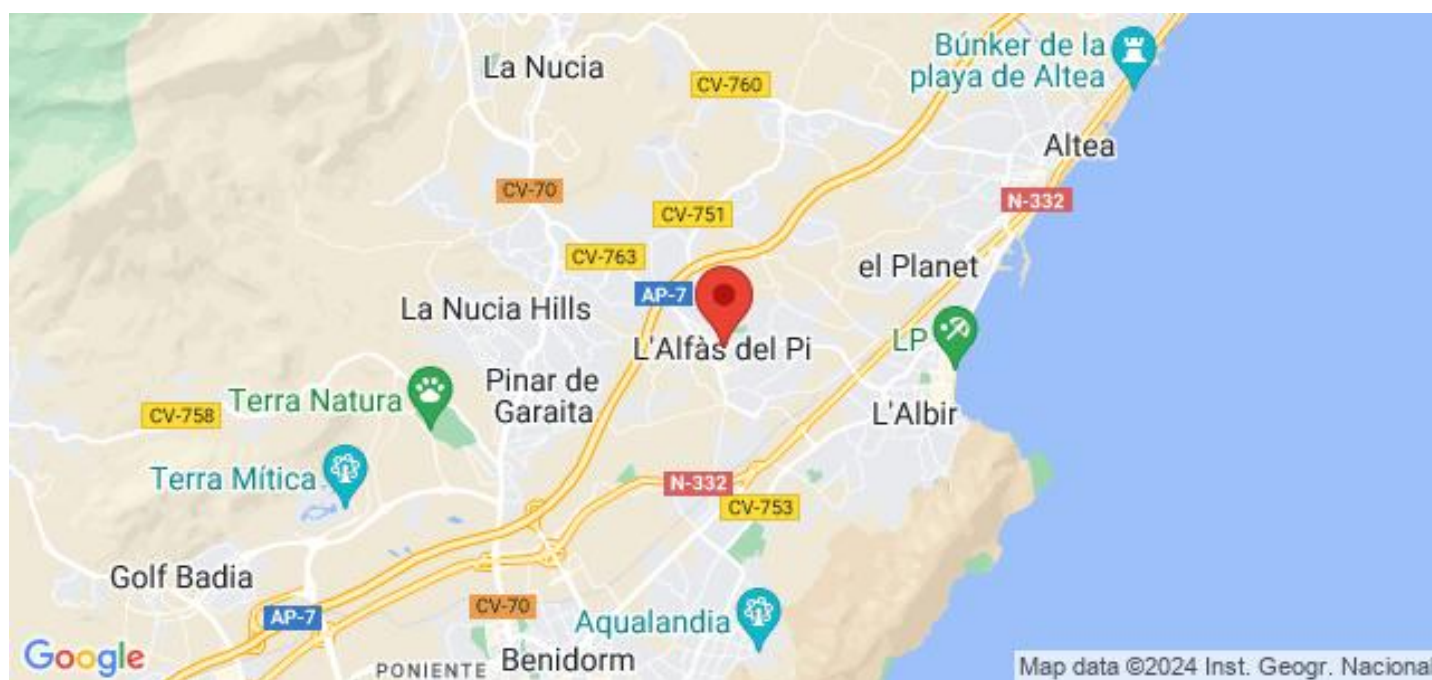 La Nucia
CV-760
Búnker de la
playa de Altea
Altea
CV-70
N-332
CV-751
CV-763
el Planet
AP-7
La Nucia Hills
LP
L'Alfàs del Pi
Pinar de
Garaita
Terra Natura
CV-758
L'Albir
Terra Mítica
N-332
CV-753
Golf Badia
AP-7
CV-70
Aqualandia
Google
PONIENTE
Benidorm
Map data ©2024 Inst. Geogr. Nacional